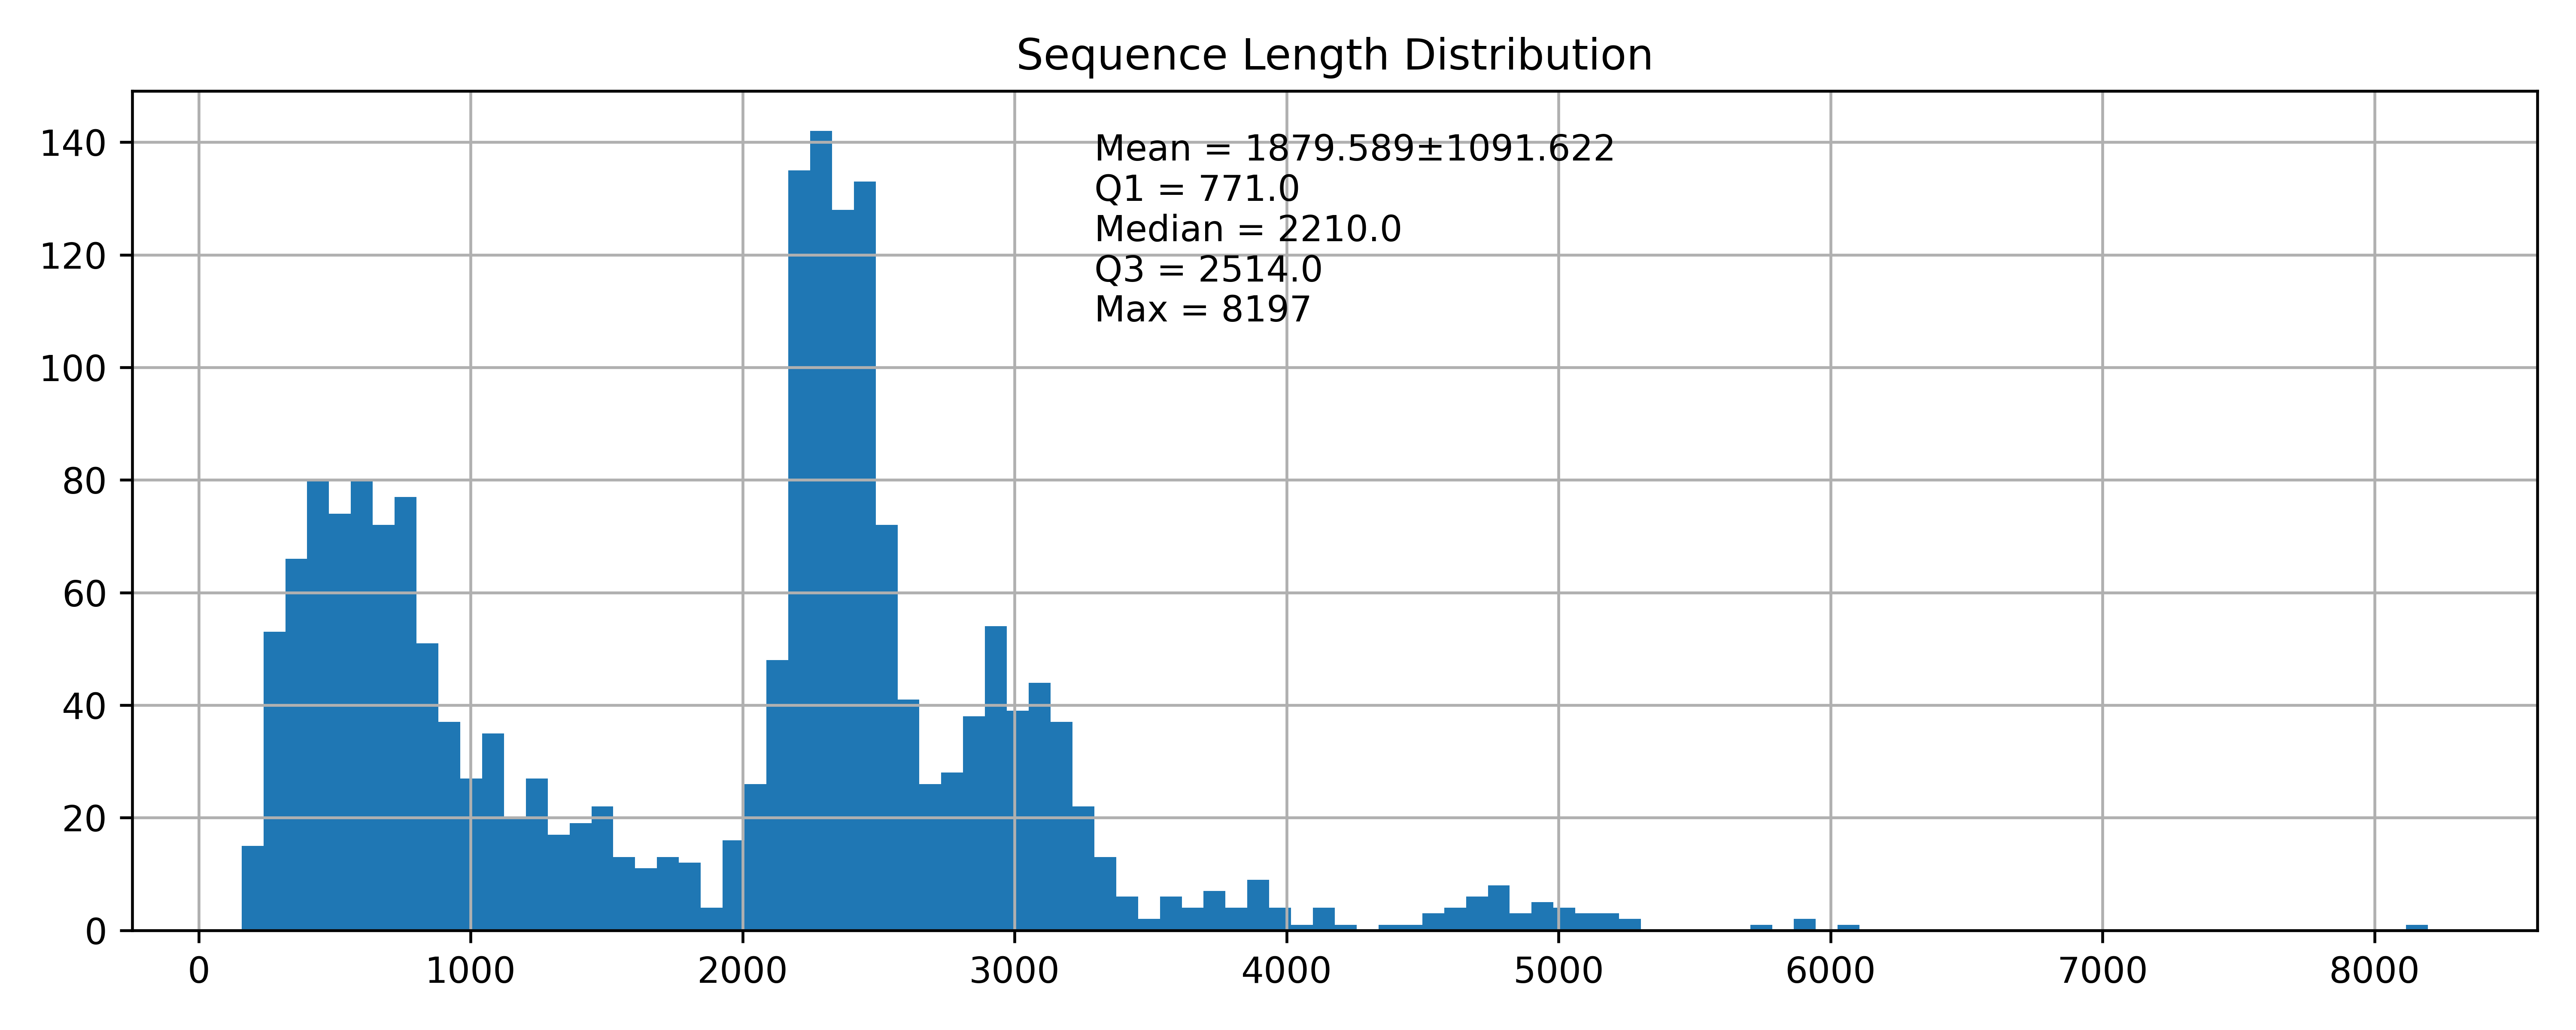 Sequence Length Distribution
140
120
100
80
60
40
20
0
Mean = 1879.589±1091.622
Q1 = 771.0
Median = 2210.0
Q3 = 2514.0
Max = 8197
0 1000 2000 3000 4000 5000 6000 7000 8000